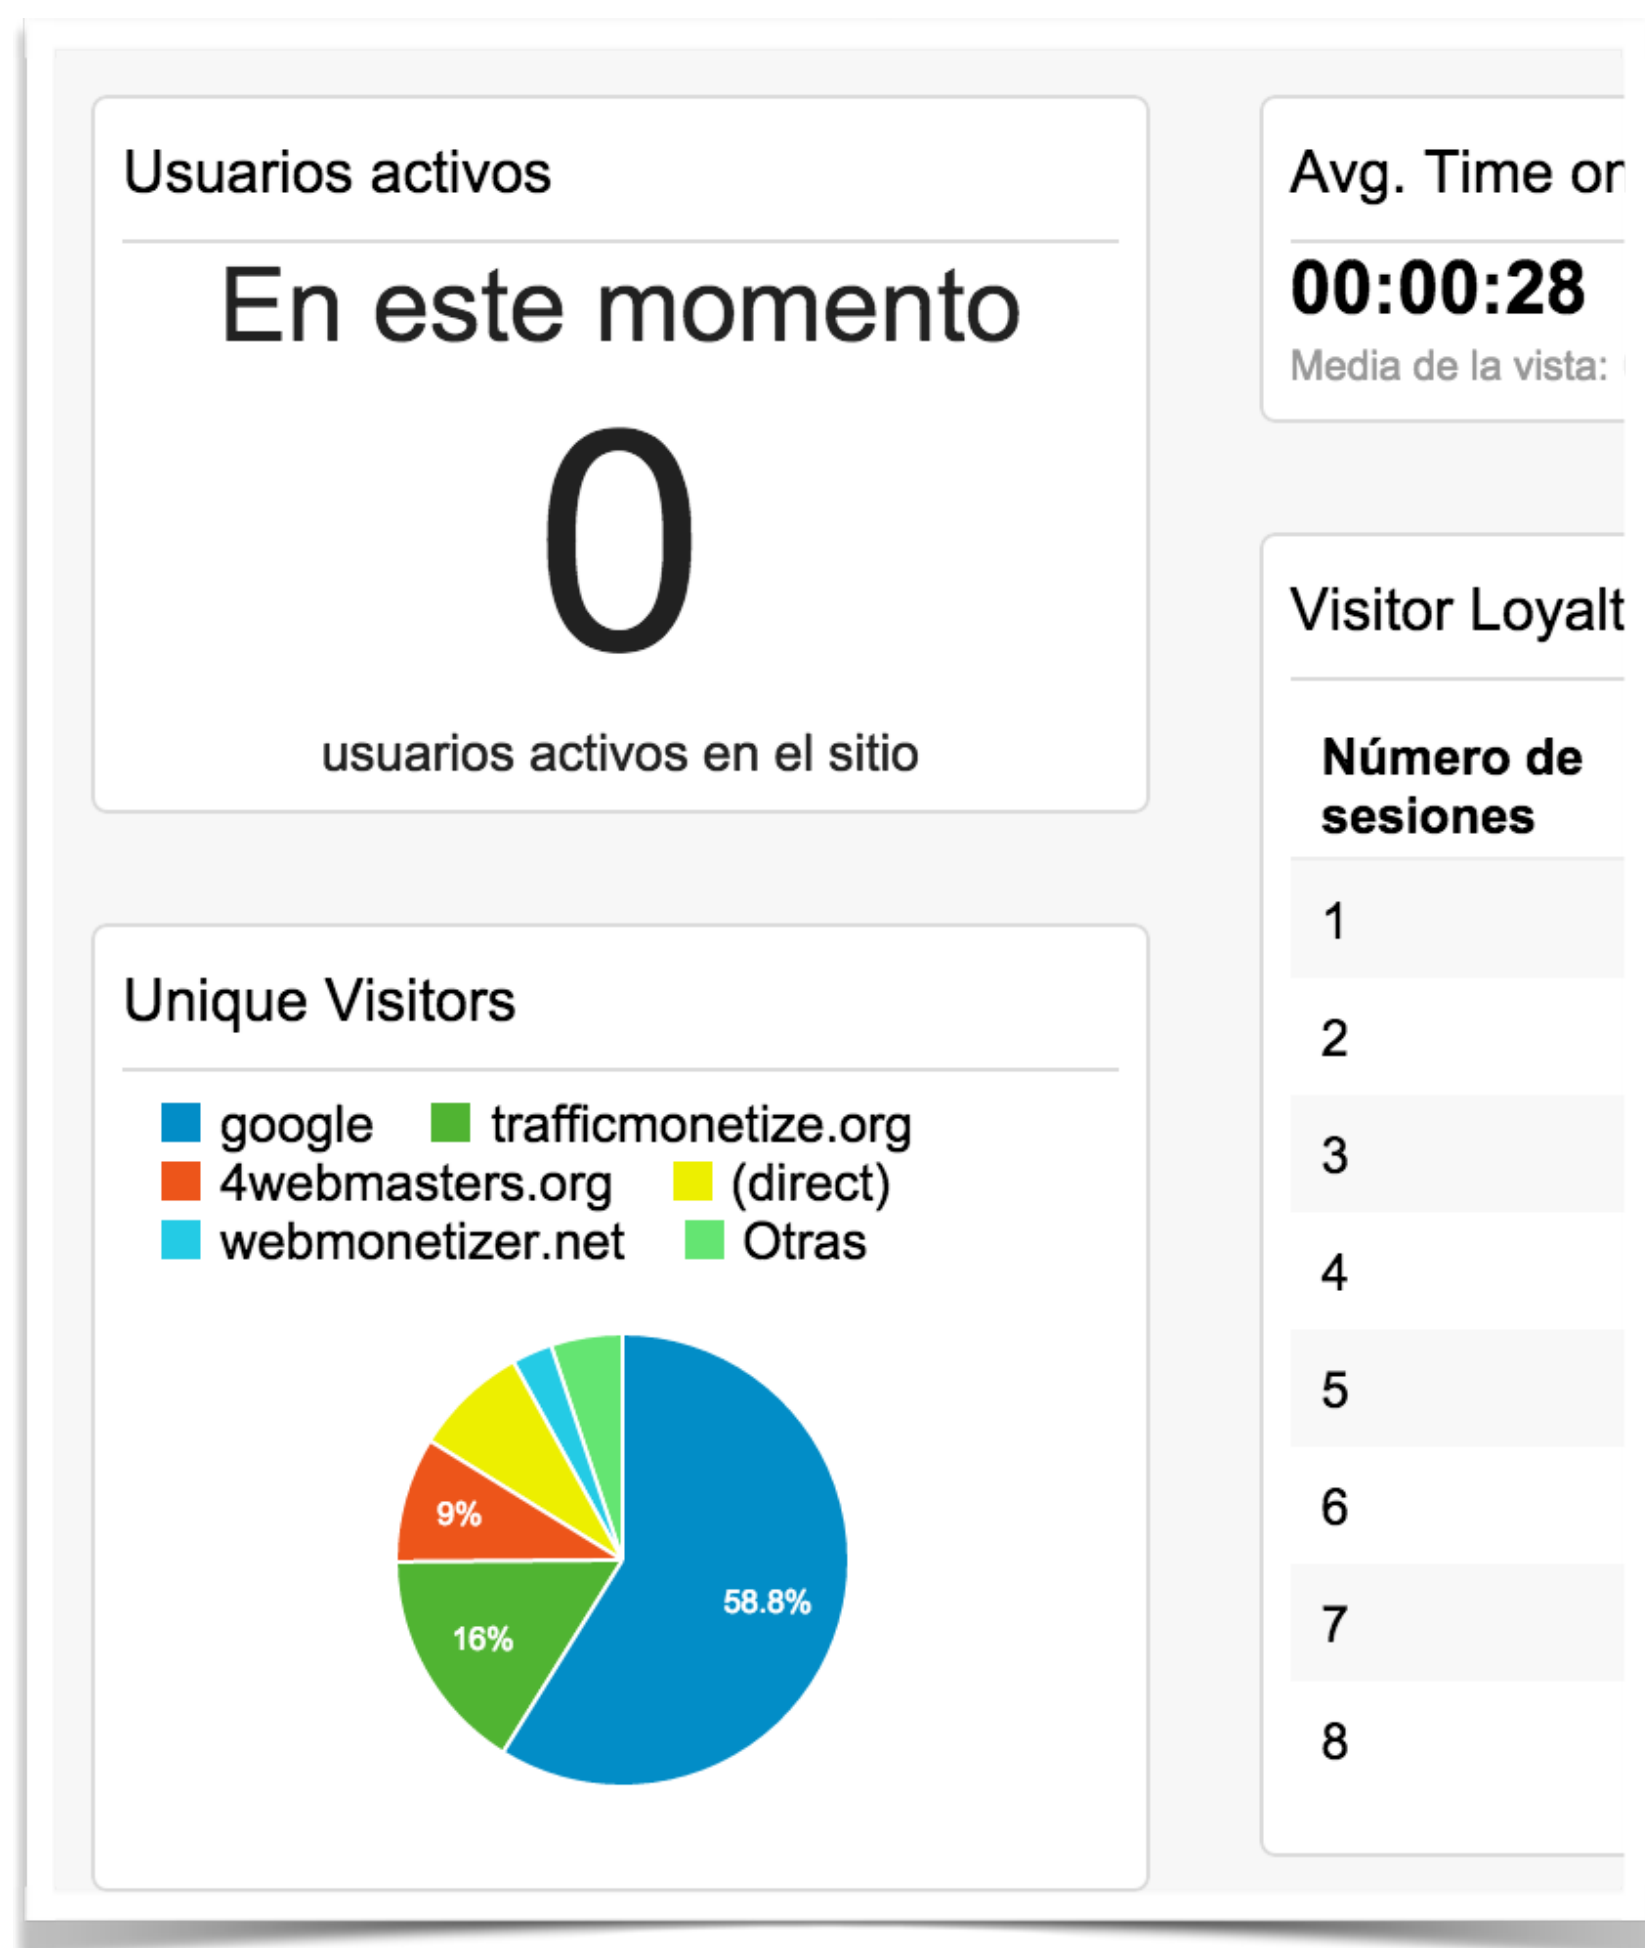 Usuarios activos
En este momento
0
usuarios activos en el sitio
Unique Visitors
google trafficmonetize.org
4webmasters.org (direct)
webmonetizer.net Otras
9%
58.8%
16%
Avg. Time on
00:00:28
Media de la vista:
Visitor Loyalt
Número de
sesiones
1
2
3
4
5
6
7
8